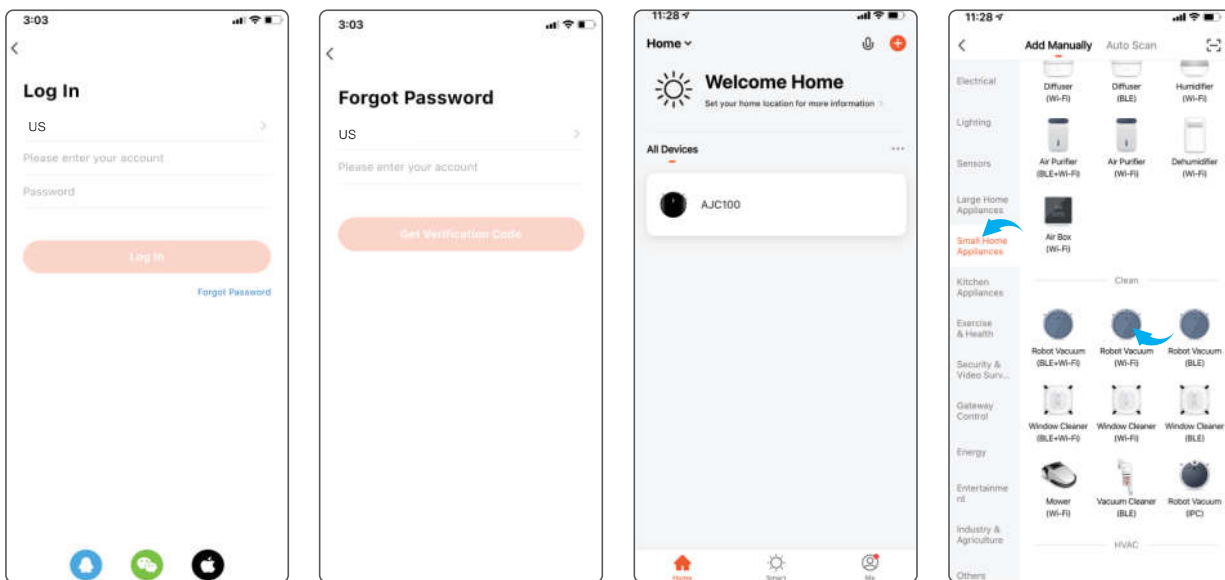 3:03
Log In
US
Please enter your account
Password
Log In
Forgot Password
3:03
Forgot Password
US
Please enter your account
Get Verification Code
11:28
Home
Welcome Home
Set your home location for more information
All Devices
AJC100
Home
Smart
Me
11:28
Add Manually Auto Scan
Electrical
Lighting
Sensors
Large Home
Appliances
Small Home
Appliances
Kitchen
Appliances
Exercise
& Health
Security &
Video Surv...
Gateway
Control
Energy
Entertainme
nt
Industry &
Agriculture
Others
Diffuser Diffuser Humidifier
(Wi-Fi) (BLE) (Wi-Fi)
Air Purifier Air Purifier Dehumidifier
(BLE+Wi-Fi) (Wi-Fi) (Wi-Fi)
Air Box
(Wi-Fi)
Clean
Robot Vacuum Robot Vacuum Robot Vacuum
(BLE+Wi-Fi) (Wi-Fi) (BLE)
Window Cleaner Window Cleaner Window Cleaner
(BLE+Wi-Fi) (Wi-Fi) (BLE)
Mower Vacuum Cleaner Robot Vacuum
(Wi-Fi) (BLE) (IPC)
HVAC